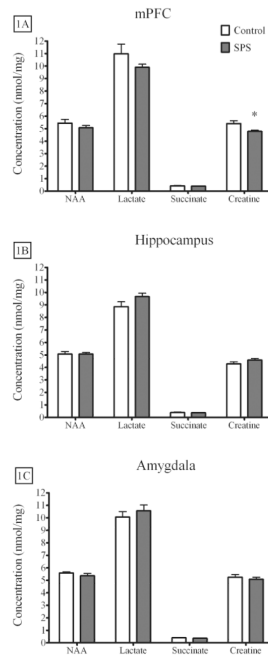 1A
mPFC
Control
SPS
Concentration (nmol/mg)
12
11
10
9
8
7
6
5
4
3
2
1
0
*
NAA Lactate Succinate Creatine
1B
Hippocampus
Concentration (nmol/mg)
12
11
10
9
8
7
6
5
4
3
2
1
0
NAA Lactate Succinate Creatine
1C
Amygdala
Concentration (nmol/mg)
12
11
10
9
8
7
6
5
4
3
2
1
0
NAA Lactate Succinate Creatine